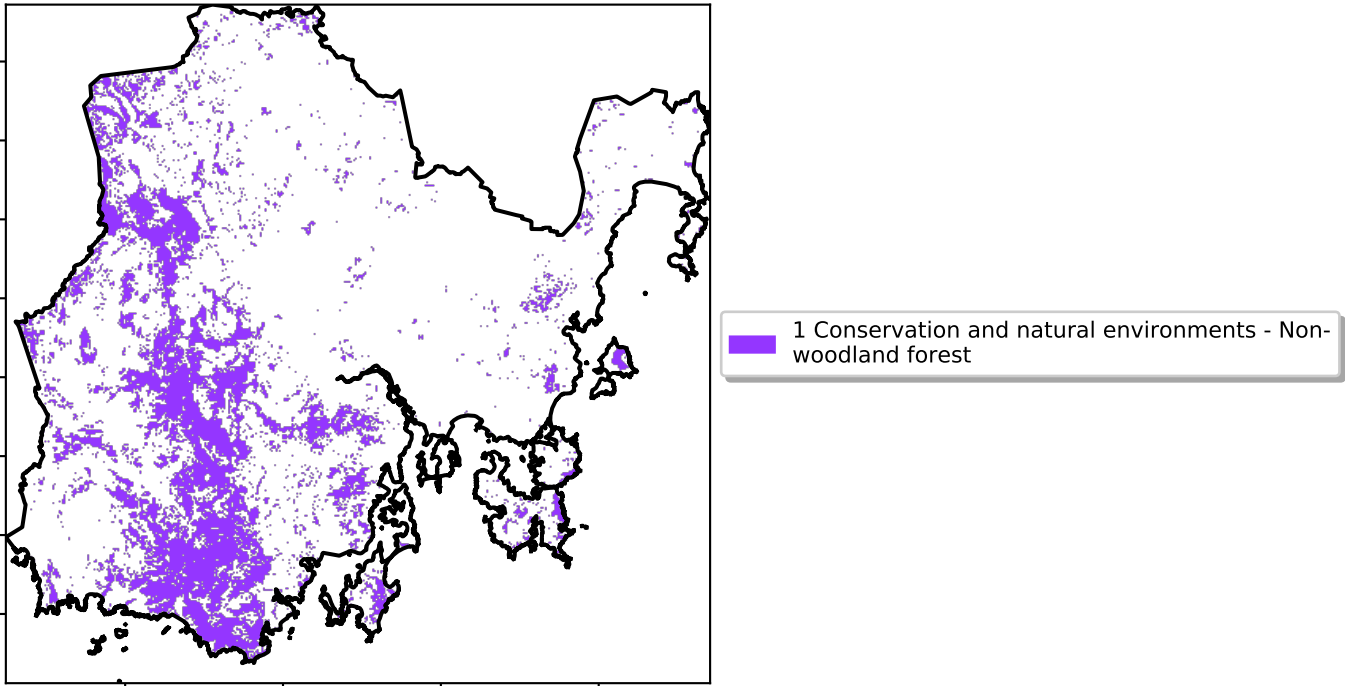 1 Conservation and natural environments - Non-
woodland forest